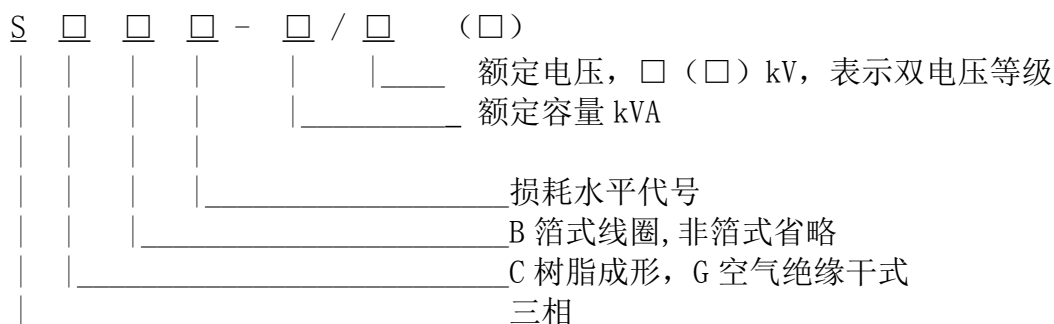 S □ □ □ - □ / □ （□）
额定电压，□（□）kV，表示双电压等级
额定容量 kVA
损耗水平代号
B 箔式线圈,非箔式省略
C 树脂成形，G 空气绝缘干式
三相